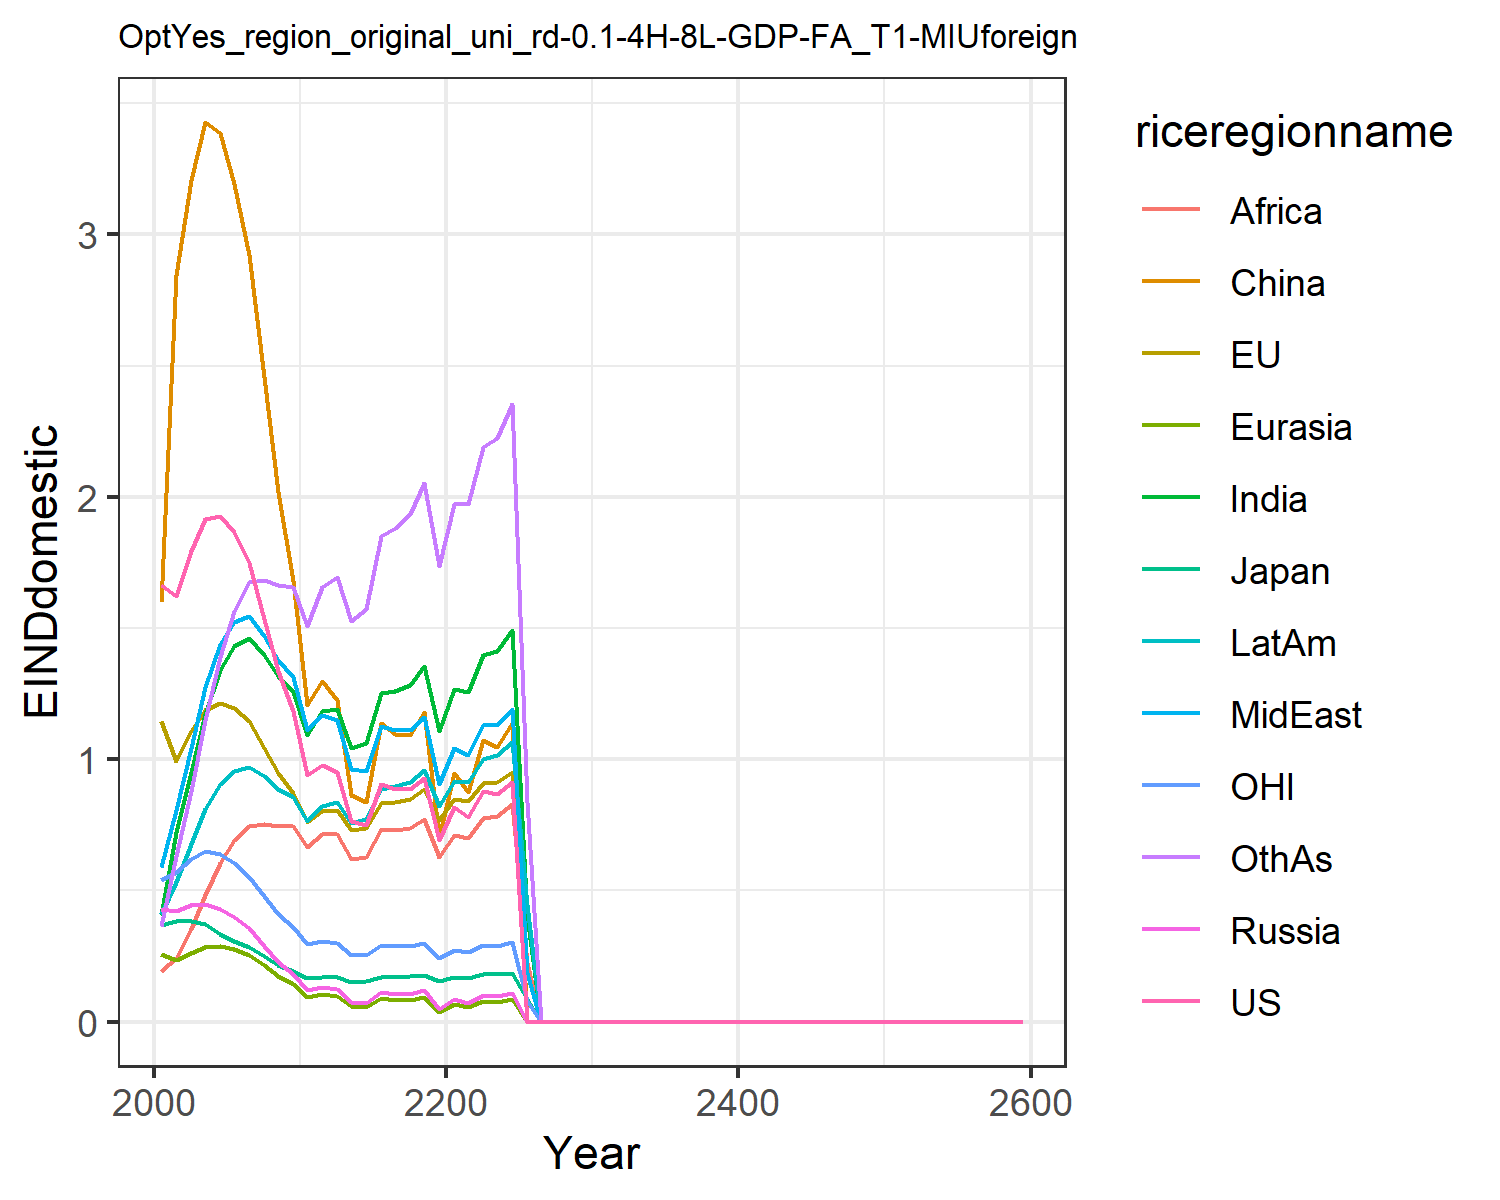 OptYes_region_original_uni_rd-0.1-4H-8L-GDP-FA_T1-MIUforeign
EINDdomestic
3
2
1
0
2000 2200 2400 2600
Year
riceregionname
Africa
China
EU
Eurasia
India
Japan
LatAm
MidEast
OHI
OthAs
Russia
US